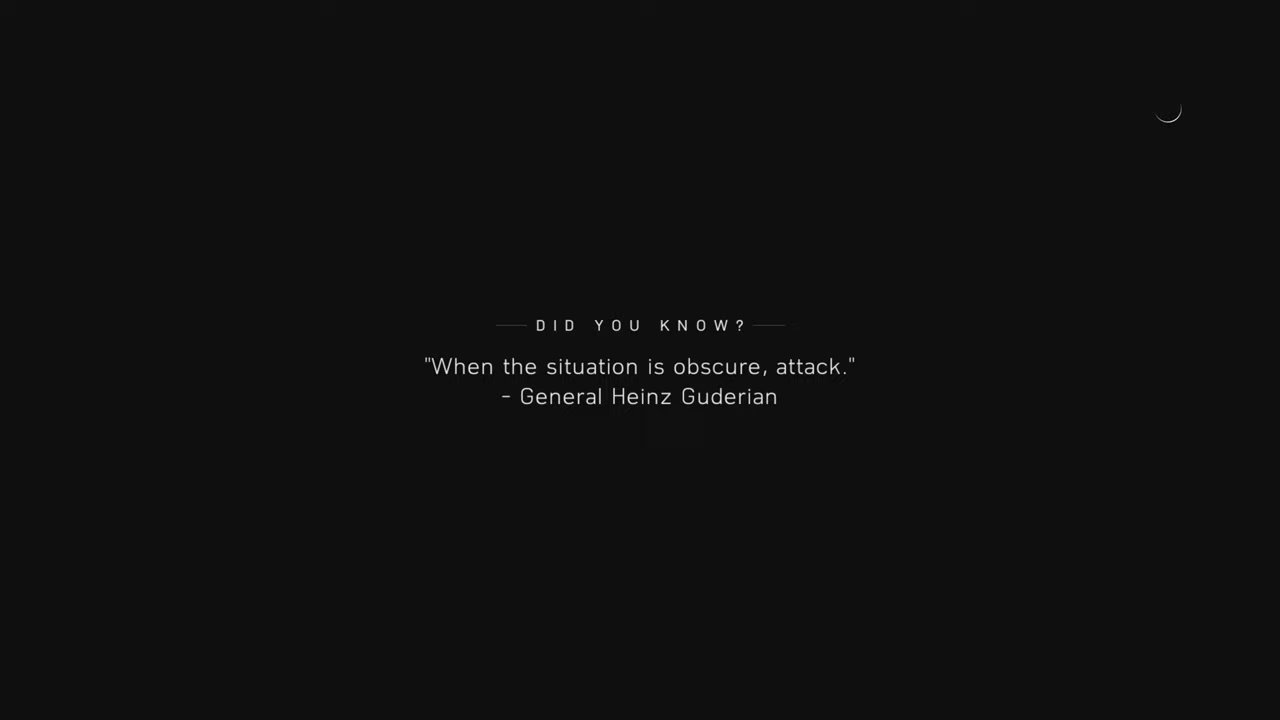 DID YOU KNOW?
"When the situation is obscure, attack."
- General Heinz Guderian